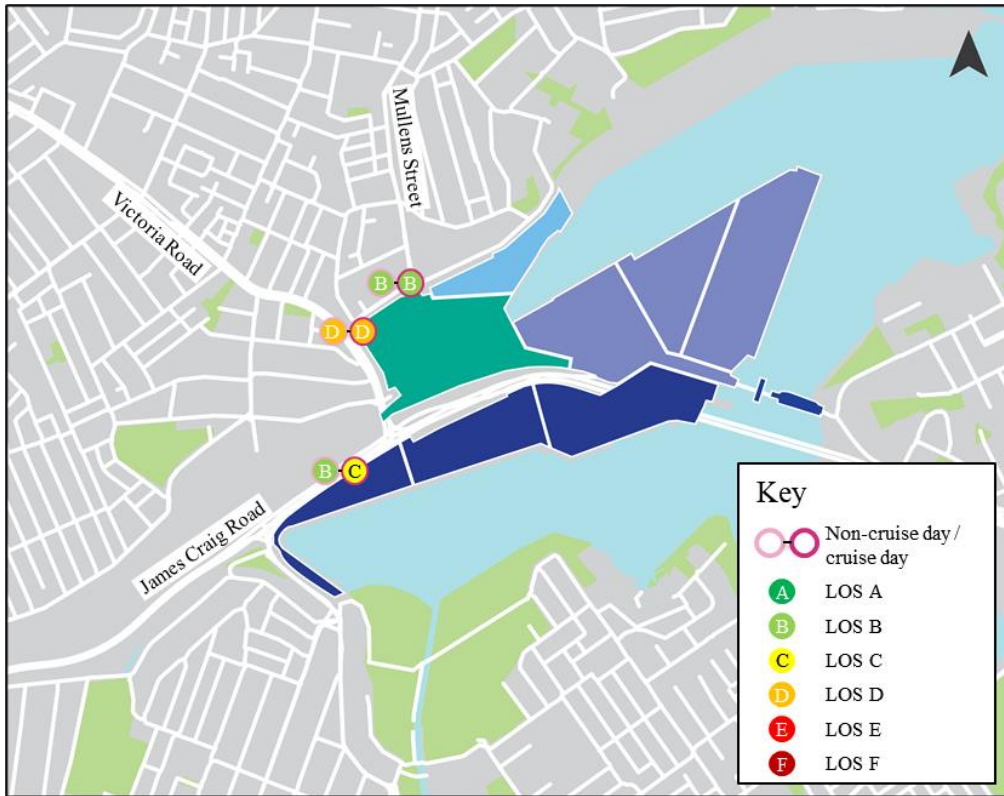 Mullens Street
Victoria Road
B B
D D
B C
James Craig Road
Key
Non-cruise day /
cruise day
A LOS A
B LOS B
C LOS C
D LOS D
E LOS E
F LOS F